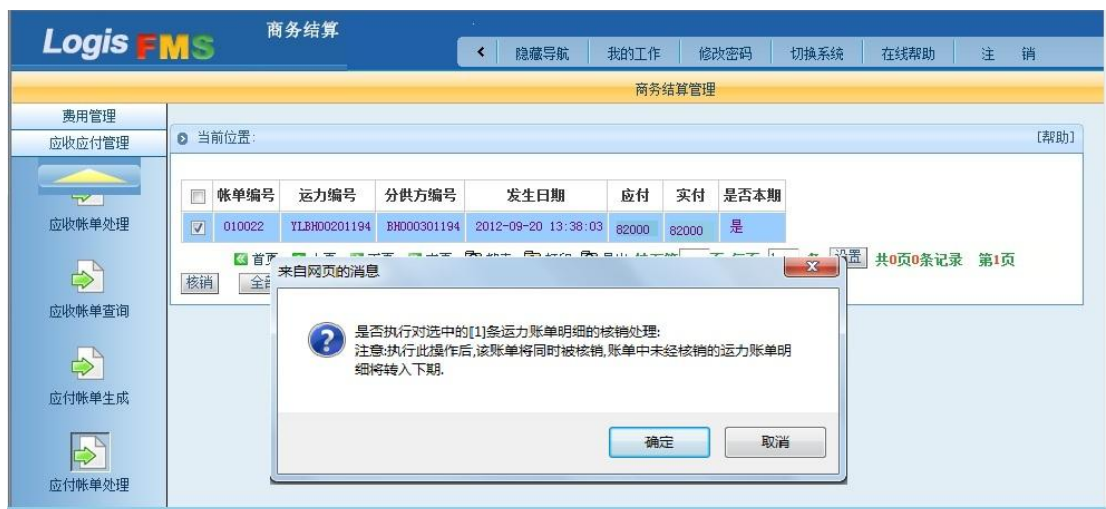 Logis FMS
商务结算
隐藏导航 我的工作 修改密码 切换系统 在线帮助 注 销
商务结算管理
费用管理
应收应付管理
当前位置: [帮助]
帐单编号 运力编号 分供方编号 发生日期 应付 实付 是否本期
010022 YLBH00201194 BH000301194 2012-09-20 13:38:03 82000 82000 是
首页 设置 共0页0条记录 第1页
核销 全部
来自网页的消息
是否执行对选中的[1]条运力账单明细的核销处理:
注意:执行此操作后,该账单将同时被核销,账单中未经核销的运力账单明
细将转入下期.
确定 取消
应收帐单处理
应收帐单查询
应付帐单生成
应付帐单处理